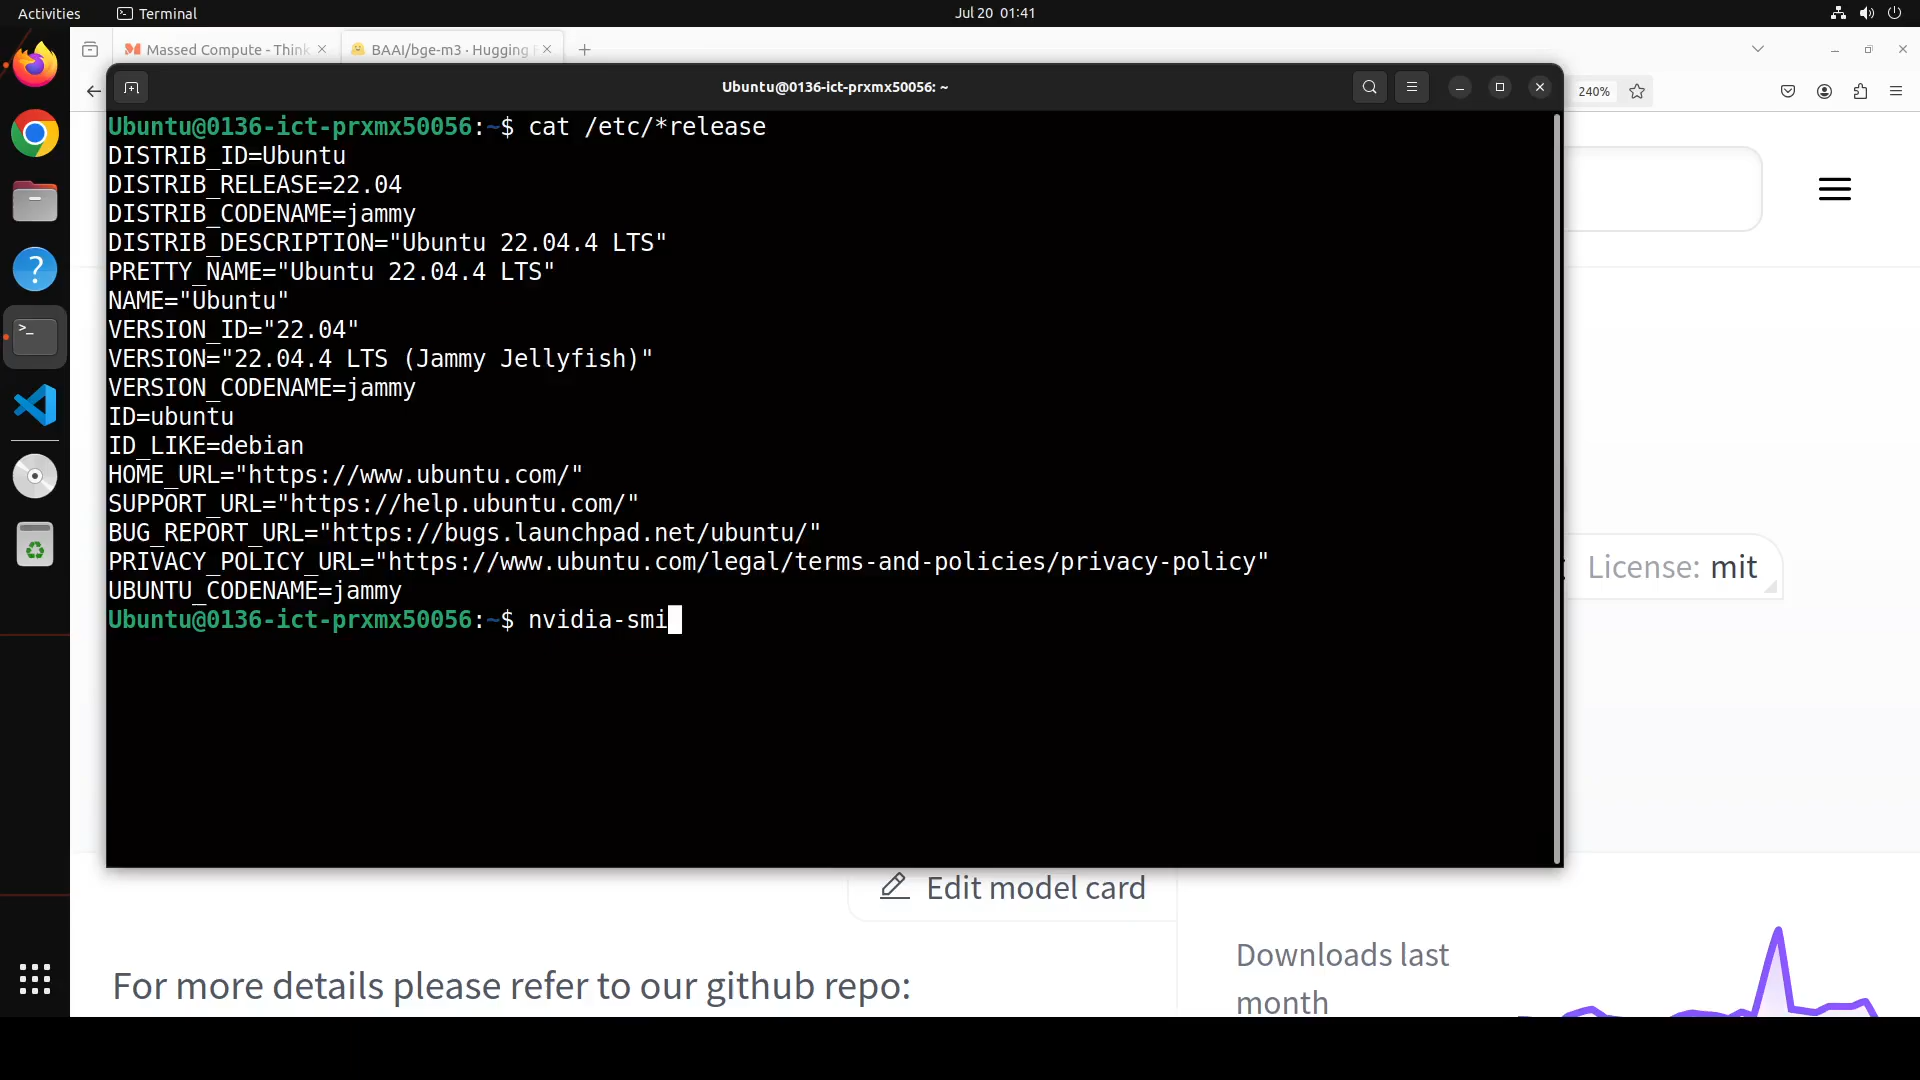 Activities
Terminal
Jul 20 01:41
Massed Compute - Think
BAAI/bge-m3 · Hugging
Ubuntu@0136-ict-prxmx50056: ~
240%
Ubuntu@0136-ict-prxmx50056:~$ cat /etc/*release
DISTRIB_ID=Ubuntu
DISTRIB_RELEASE=22.04
DISTRIB_CODENAME=jammy
DISTRIB_DESCRIPTION="Ubuntu 22.04.4 LTS"
PRETTY_NAME="Ubuntu 22.04.4 LTS"
NAME="Ubuntu"
VERSION_ID="22.04"
VERSION="22.04.4 LTS (Jammy Jellyfish)"
VERSION_CODENAME=jammy
ID=ubuntu
ID_LIKE=debian
HOME_URL="https://www.ubuntu.com/"
SUPPORT_URL="https://help.ubuntu.com/"
BUG_REPORT_URL="https://bugs.launchpad.net/ubuntu/"
PRIVACY_POLICY_URL="https://www.ubuntu.com/legal/terms-and-policies/privacy-policy"
UBUNTU_CODENAME=jammy
Ubuntu@0136-ict-prxmx50056:~$ nvidia-smi
License: mit
Edit model card
For more details please refer to our github repo:
Downloads last
month